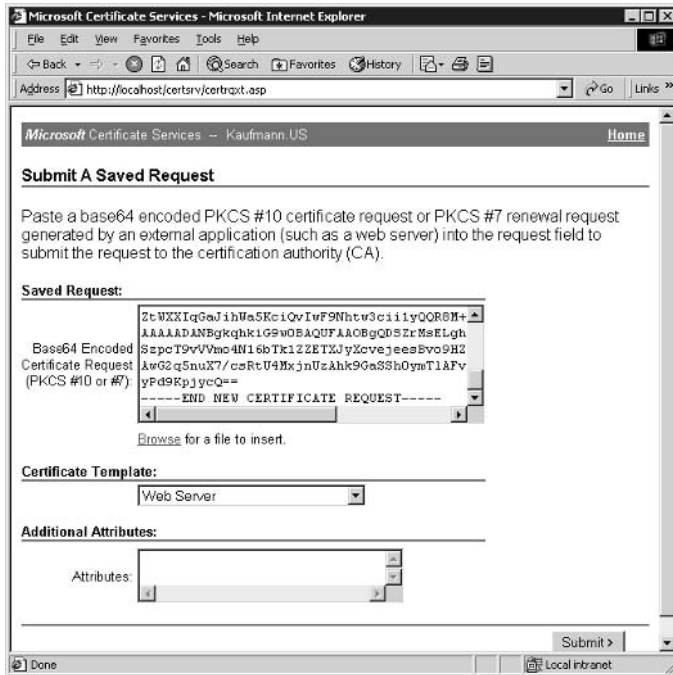 Microsoft Certificate Services - Microsoft Internet Explorer
File Edit View Favorites Tools Help
Back Search Favorites History
Address http://localhost/certsrv/certrqxt.asp Go Links »
Microsoft Certificate Services -- Kaufmann.US Home
Submit A Saved Request
Paste a base64 encoded PKCS #10 certificate request or PKCS #7 renewal request
generated by an external application (such as a web server) into the request field to
submit the request to the certification authority (CA).
Saved Request:
Base64 Encoded
Certificate Request
(PKCS #10 or #7):
yPd9KpjycQ==
-----END NEW CERTIFICATE REQUEST-----
Browse for a file to insert.
Certificate Template:
Web Server
Additional Attributes:
Attributes:
Submit >
Done Local intranet